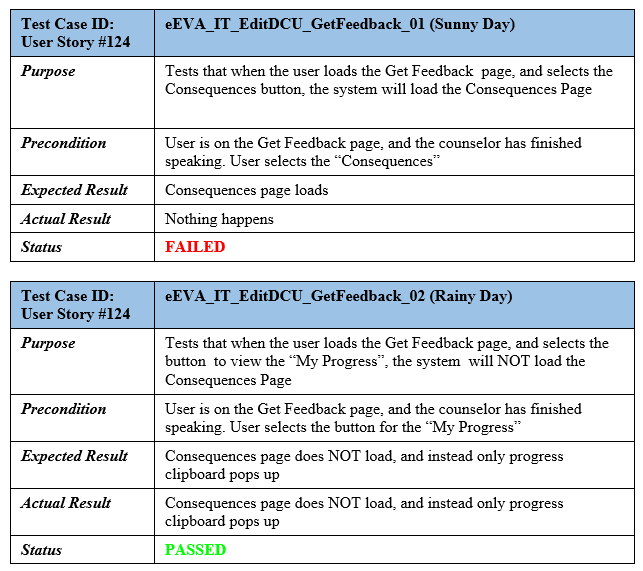 Test Case ID:
User Story #124
eEVA_IT_EditDCU_GetFeedback_01 (Sunny Day)
Purpose
Tests that when the user loads the Get Feedback page, and selects the
Consequences button, the system will load the Consequences Page
Precondition
User is on the Get Feedback page, and the counselor has finished
speaking. User selects the “Consequences”
Expected Result
Consequences page loads
Actual Result
Nothing happens
Status
FAILED
Test Case ID:
User Story #124
eEVA_IT_EditDCU_GetFeedback_02 (Rainy Day)
Purpose
Tests that when the user loads the Get Feedback page, and selects the
button to view the “My Progress”, the system will NOT load the
Consequences Page
Precondition
User is on the Get Feedback page, and the counselor has finished
speaking. User selects the button for the “My Progress”
Expected Result
Consequences page does NOT load, and instead only progress
clipboard pops up
Actual Result
Consequences page does NOT load, and instead only progress
clipboard pops up
Status
PASSED